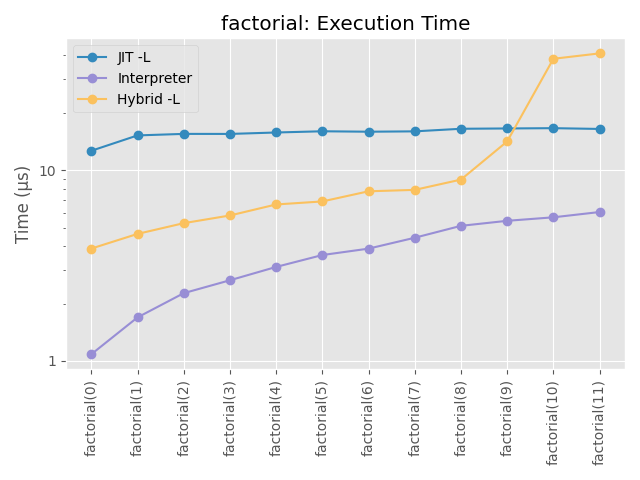 factorial: Execution Time
JIT -L
Interpreter
Hybrid -L
Time (µs)
10
1
factorial(0)
factorial(1)
factorial(2)
factorial(3)
factorial(4)
factorial(5)
factorial(6)
factorial(7)
factorial(8)
factorial(9)
factorial(10)
factorial(11)